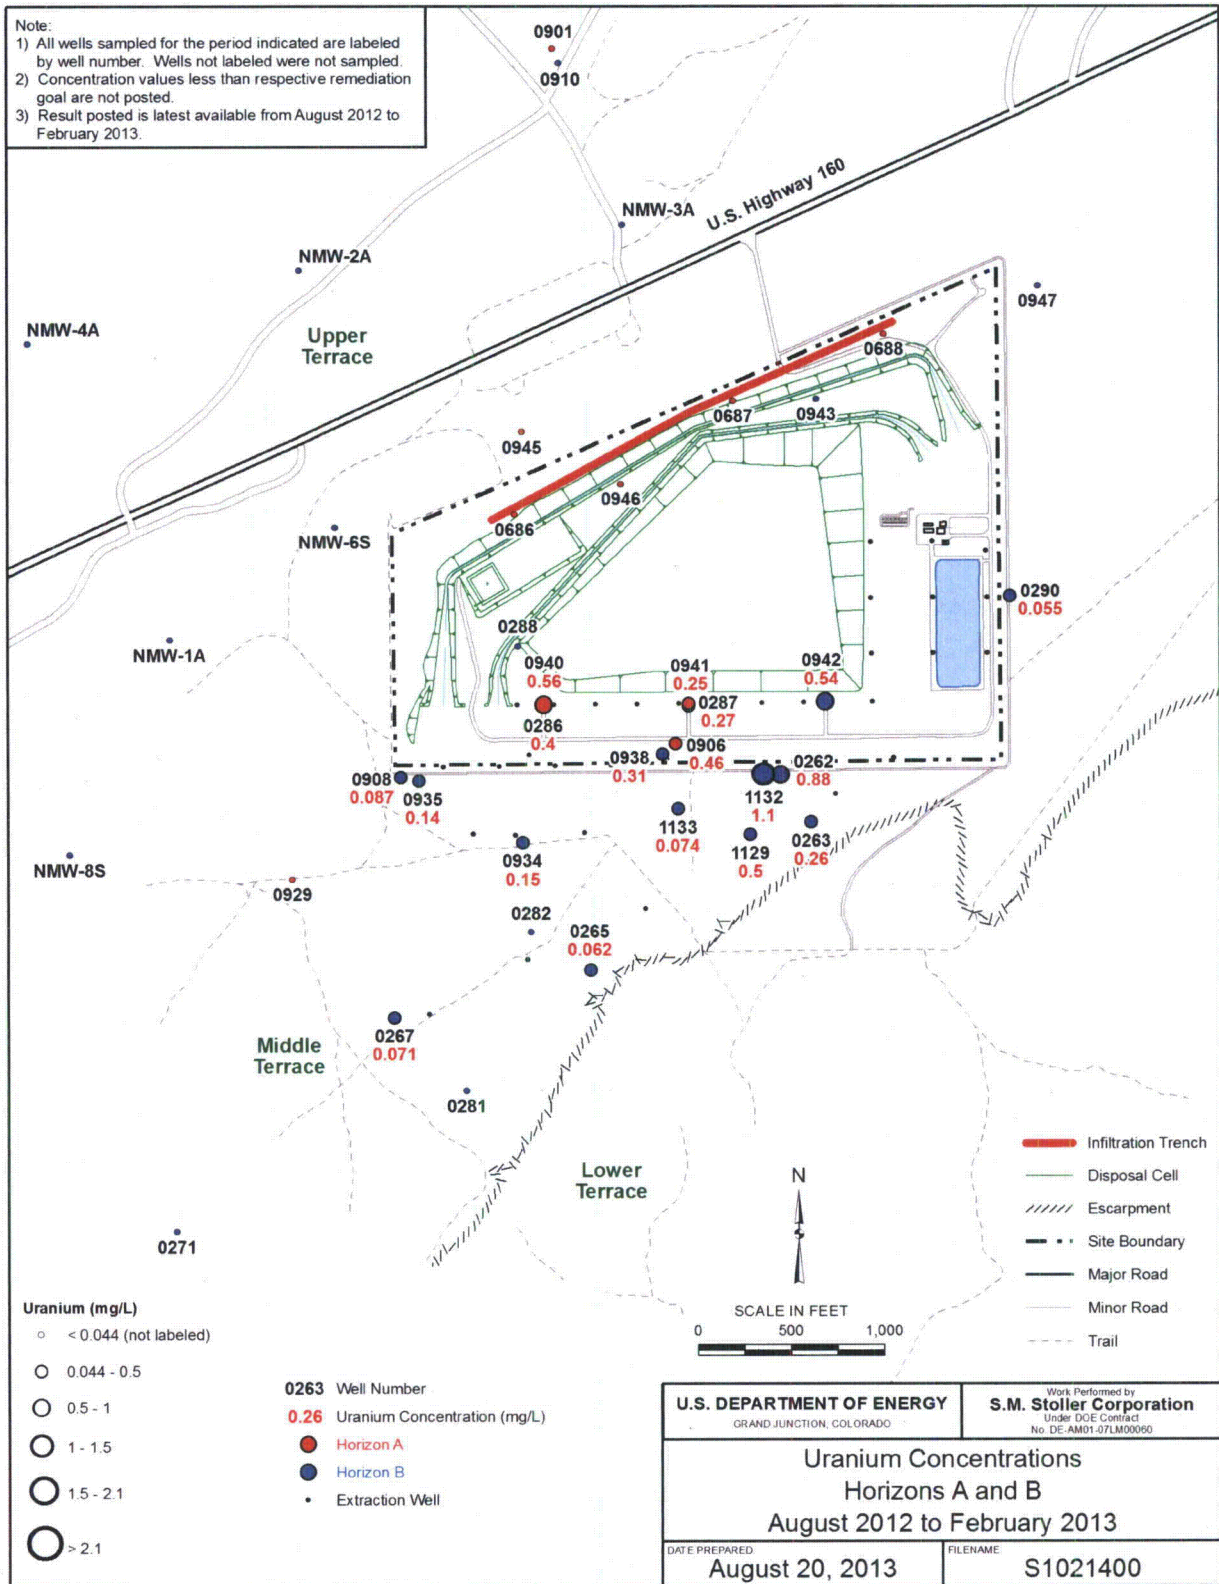 Note:
1) All wells sampled for the period indicated are labeled
by well number. Wells not labeled were not sampled.
2) Concentration values less than respective remediation
goal are not posted.
3) Result posted is latest available from August 2012 to
February 2013.
0901
0910
NMW-3A
U.S. Highway 160
NMW-2A
0947
NMW-4A
Upper
Terrace
0688
0687
0943
0945
0946
0686
NMW-6S
0290
0.055
0288
NMW-1A
0940
0.56
0941
0.25
0942
0.54
0287
0.27
0286
0.4
0906
0.46
0938
0.31
0262
0.88
0908
0.087
0935
0.14
1132
1.1
1133
0.074
1129
0.5
0263
0.26
0934
0.15
NMW-8S
0929
0282
0265
0.062
0267
0.071
Middle
Terrace
0281
Lower
Terrace
N
0271
SCALE IN FEET
0 500 1,000
Infiltration Trench
Disposal Cell
Escarpment
Site Boundary
Major Road
Minor Road
Trail
Uranium (mg/L)
< 0.044 (not labeled)
0.044 - 0.5
0.5 - 1
1 - 1.5
1.5 - 2.1
> 2.1
0263 Well Number
0.26 Uranium Concentration (mg/L)
Horizon A
Horizon B
Extraction Well
U.S. DEPARTMENT OF ENERGY
GRAND JUNCTION, COLORADO
Work Performed by
S.M. Stoller Corporation
Under DOE Contract
No. DE-AM01-07LM00060
Uranium Concentrations
Horizons A and B
August 2012 to February 2013
DATE PREPARED
August 20, 2013
FILENAME
S1021400